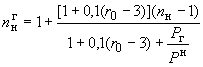 n_н^г = 1 + ([1 + 0,1(r_0 − 3)](n_н − 1)) / (1 + 0,1(r_0 − 3) + P_г / P^н)